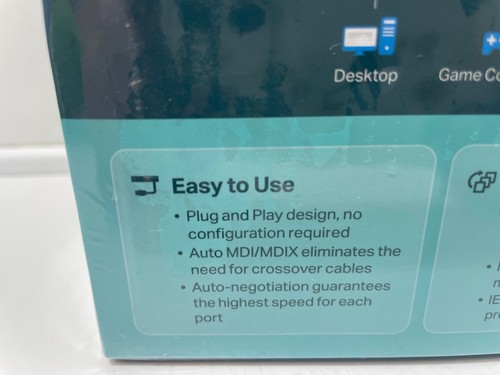 Desktop
Game Co
Easy to Use
• Plug and Play design, no
configuration required
• Auto MDI/MDIX eliminates the
need for crossover cables
• Auto-negotiation guarantees
the highest speed for each
port
• IE